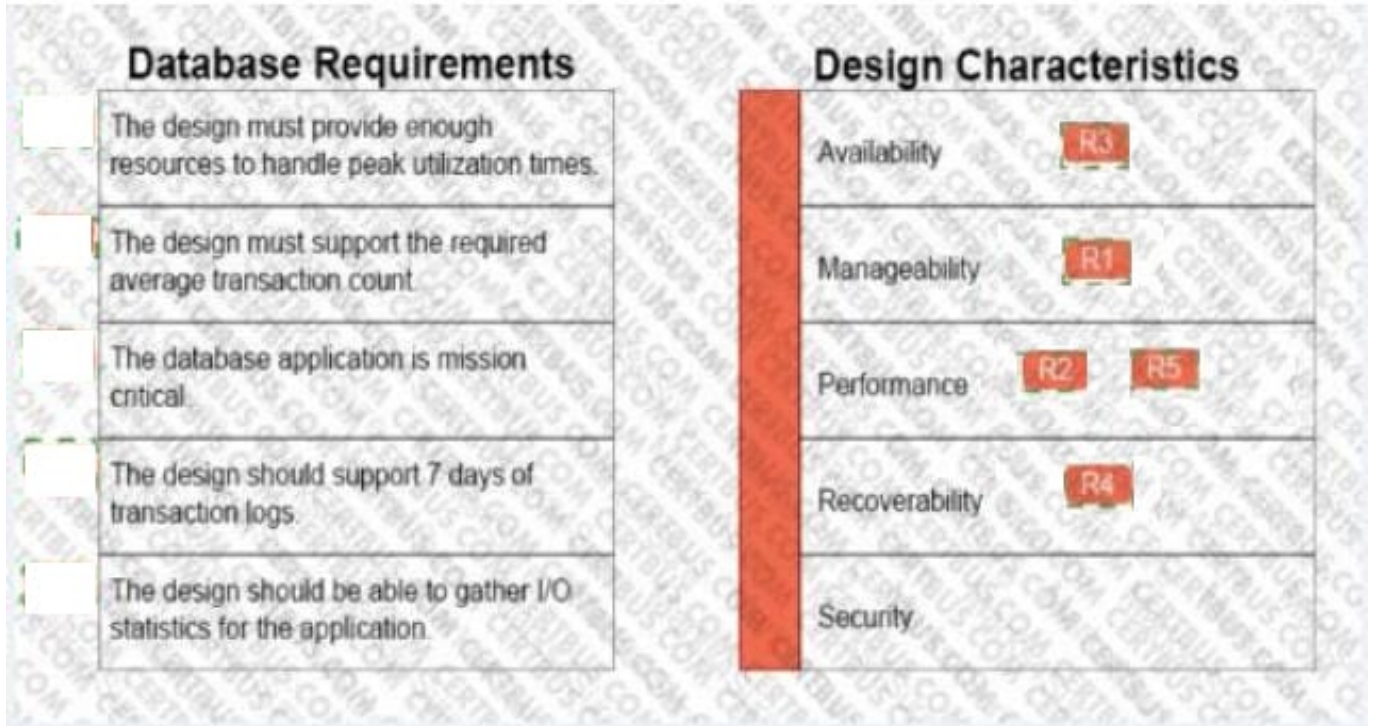 Database Requirements
The design must provide enough
resources to handle peak utilization times.
The design must support the required
average transaction count
The database application is mission
critical.
The design should support 7 days of
transaction logs.
The design should be able to gather I/O
statistics for the application.
Design Characteristics
Availability R3
Manageability R1
Performance R2 R5
Recoverability R4
Security